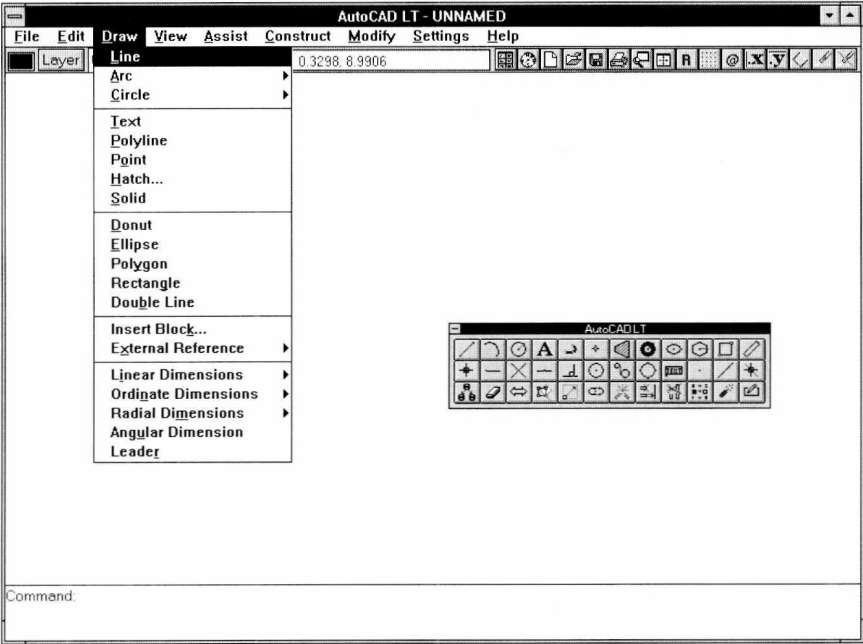 AutoCAD LT - UNNAMED
File Edit Draw View Assist Construct Modify Settings Help
Layer 0.3298, 8.9906 R @ .X .y
Line
Arc
Circle
Text
Polyline
Point
Hatch...
Solid
Donut
Ellipse
Polygon
Rectangle
Double Line
Insert Block...
External Reference
Linear Dimensions
Ordinate Dimensions
Radial Dimensions
Angular Dimension
Leader
AutoCAD LT
A
Command: